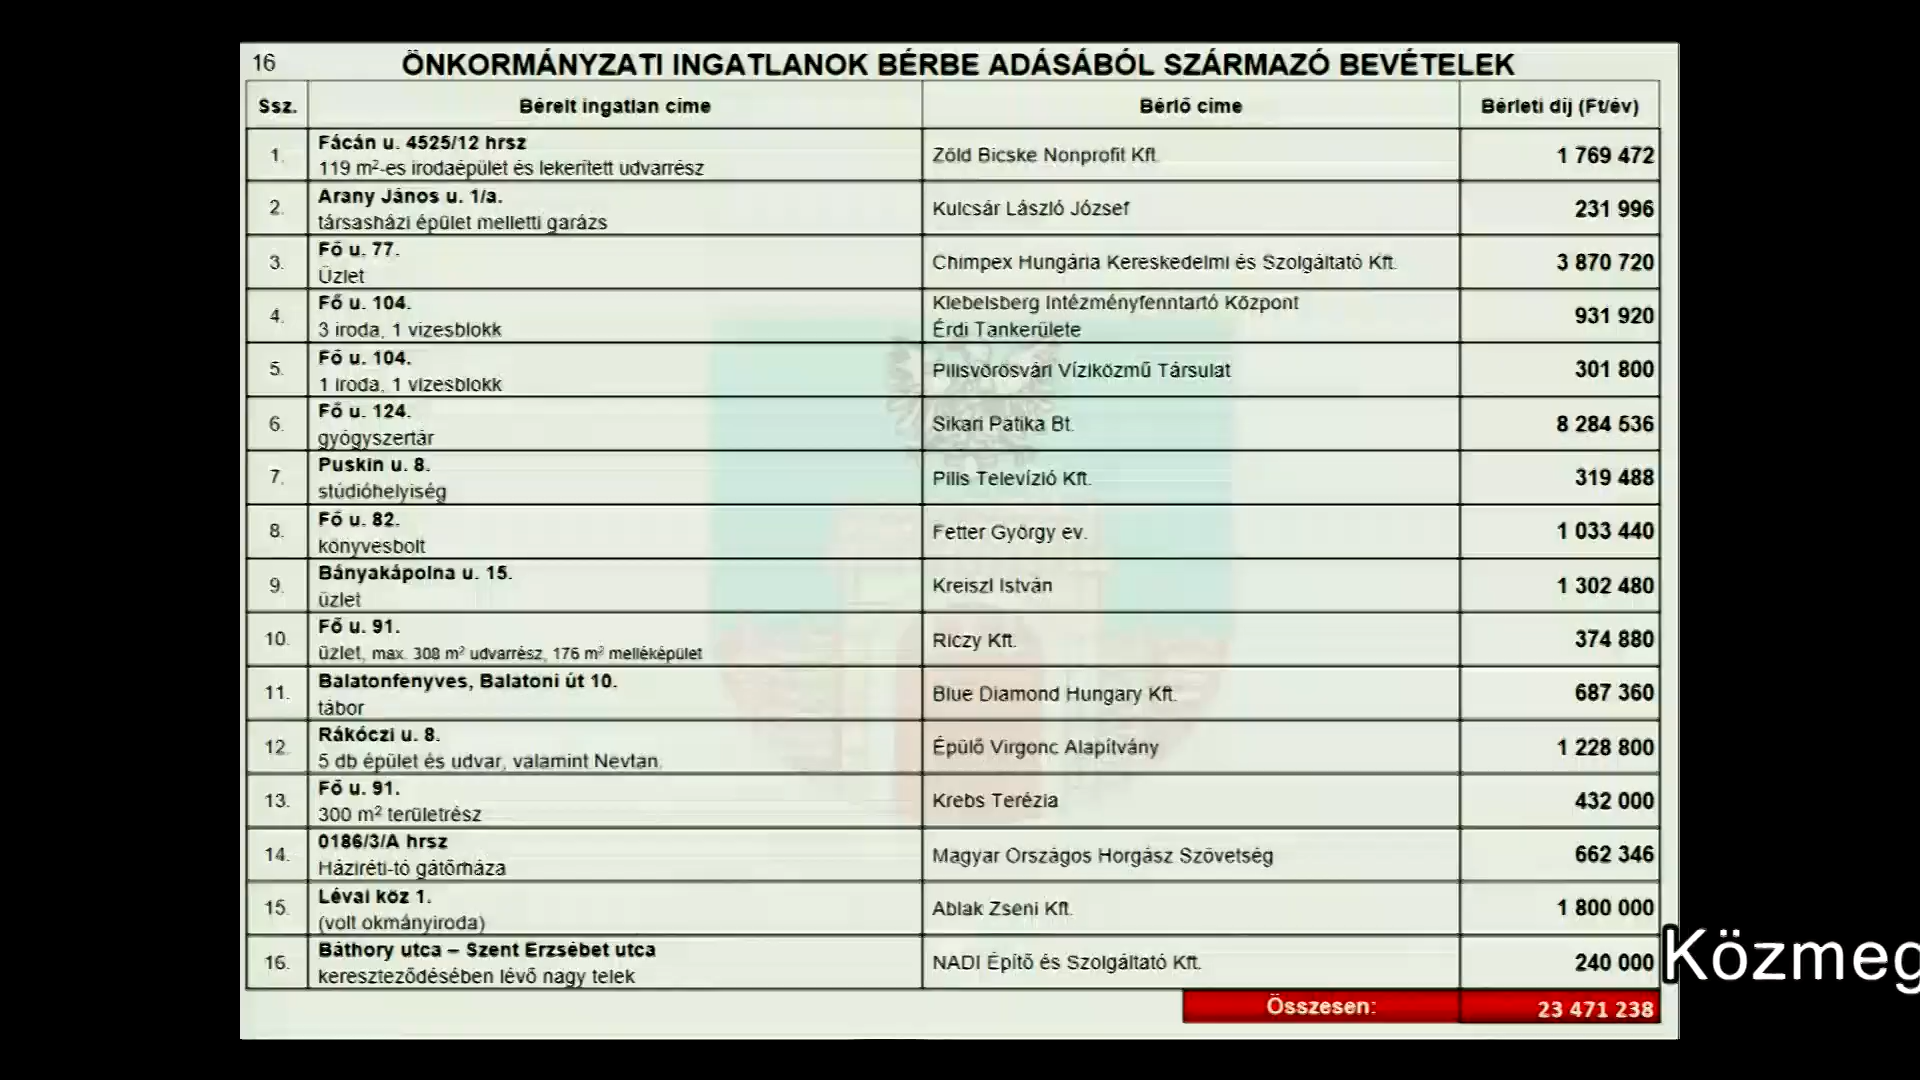 16
ÖNKORMÁNYZATI INGATLANOK BÉRBE ADÁSÁBÓL SZÁRMAZÓ BEVÉTELEK
Ssz. Bérelt ingatlan címe Bérlő címe Bérleti díj (Ft/év)
1. Fácán u. 4525/12 hrsz
119 m²-es irodaépület és lekerített udvarrész Zöld Bicske Nonprofit Kft. 1 769 472
2. Arany János u. 1/a.
társasházi épület melletti garázs Kulcsár László József 231 996
3. Fő u. 77.
Üzlet Chimpex Hungária Kereskedelmi és Szolgáltató Kft. 3 870 720
4. Fő u. 104. Klebelsberg Intézményfenntartó Központ
3 iroda, 1 vizesblokk Érdi Tankerülete 931 920
5. Fő u. 104.
1 iroda, 1 vizesblokk Pilisvörösvári Víziközmű Társulat 301 800
6. Fő u. 124.
gyógyszertár Sikari Patika Bt. 8 284 536
7. Puskin u. 8.
stúdióhelyiség Pilis Televízió Kft. 319 488
8. Fő u. 82.
könyvesbolt Fetter György ev. 1 033 440
9. Bányakápolna u. 15.
üzlet Kreiszl István 1 302 480
10. Fő u. 91.
üzlet, max. 308 m² udvarrész, 176 m² melléképület Riczy Kft. 374 880
11. Balatonfenyves, Balatoni út 10.
tábor Blue Diamond Hungary Kft. 687 360
12. Rákóczi u. 8.
5 db épület és udvar, valamint Nevtan. Épülő Virgonc Alapítvány 1 228 800
13. Fő u. 91.
300 m² területrész Krebs Terézia 432 000
14. 0186/3/A hrsz
Háziréti-tó gátőrháza Magyar Országos Horgász Szövetség 662 346
15. Lévai köz 1.
(volt okmányiroda) Ablak Zseni Kft. 1 800 000
16. Báthory utca – Szent Erzsébet utca
kereszteződésében lévő nagy telek NADI Építő és Szolgáltató Kft. 240 000
Összesen: 23 471 238
Közmeg